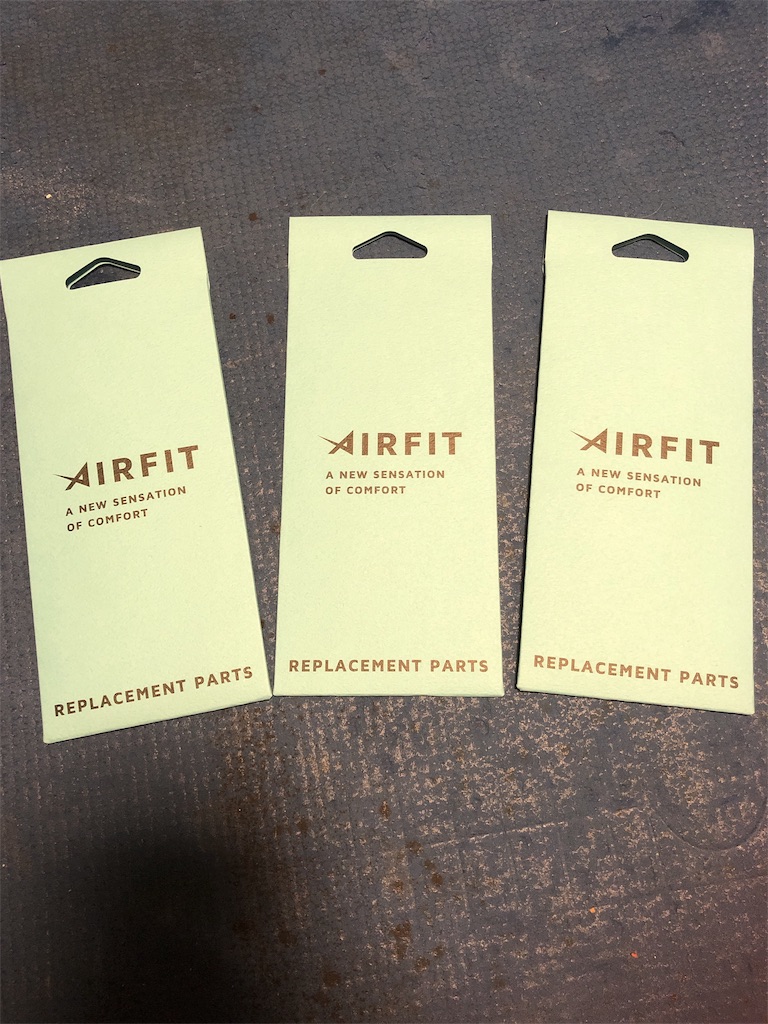 AIRFIT
A NEW SENSATION
OF COMFORT
REPLACEMENT PARTS
AIRFIT
A NEW SENSATION
OF COMFORT
REPLACEMENT PARTS
AIRFIT
A NEW SENSATION
OF COMFORT
REPLACEMENT PARTS